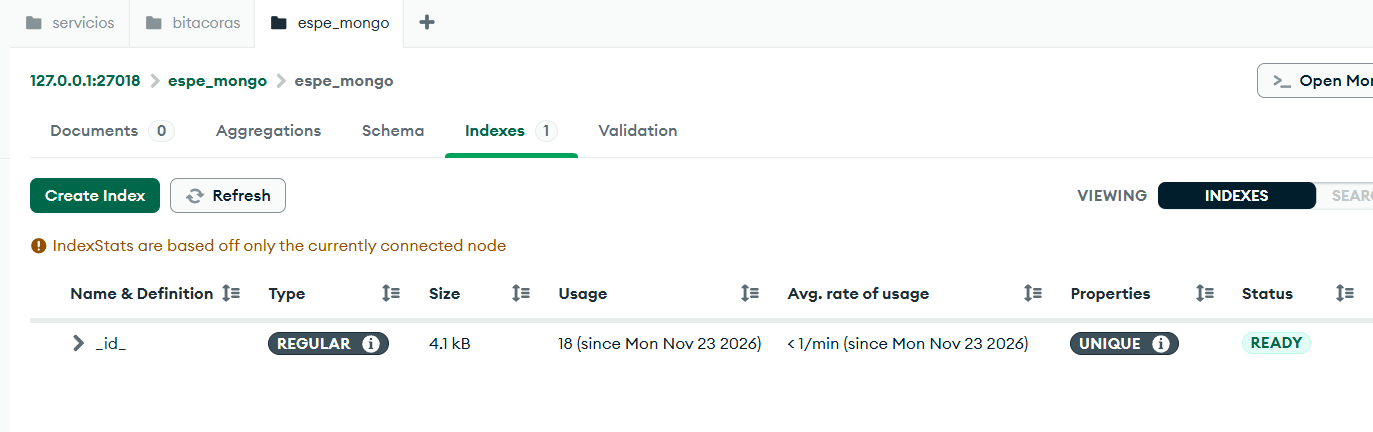 servicios bitacoras espe_mongo
127.0.0.1:27018 espe_mongo espe_mongo
>_ Open Mo
Documents 0 Aggregations Schema Indexes 1 Validation
Create Index Refresh VIEWING INDEXES SEAR
IndexStats are based off only the currently connected node
Name & Definition Type Size Usage Avg. rate of usage Properties Status
_id_ REGULAR 4.1 kB 18 (since Mon Nov 23 2026) < 1/min (since Mon Nov 23 2026) UNIQUE READY